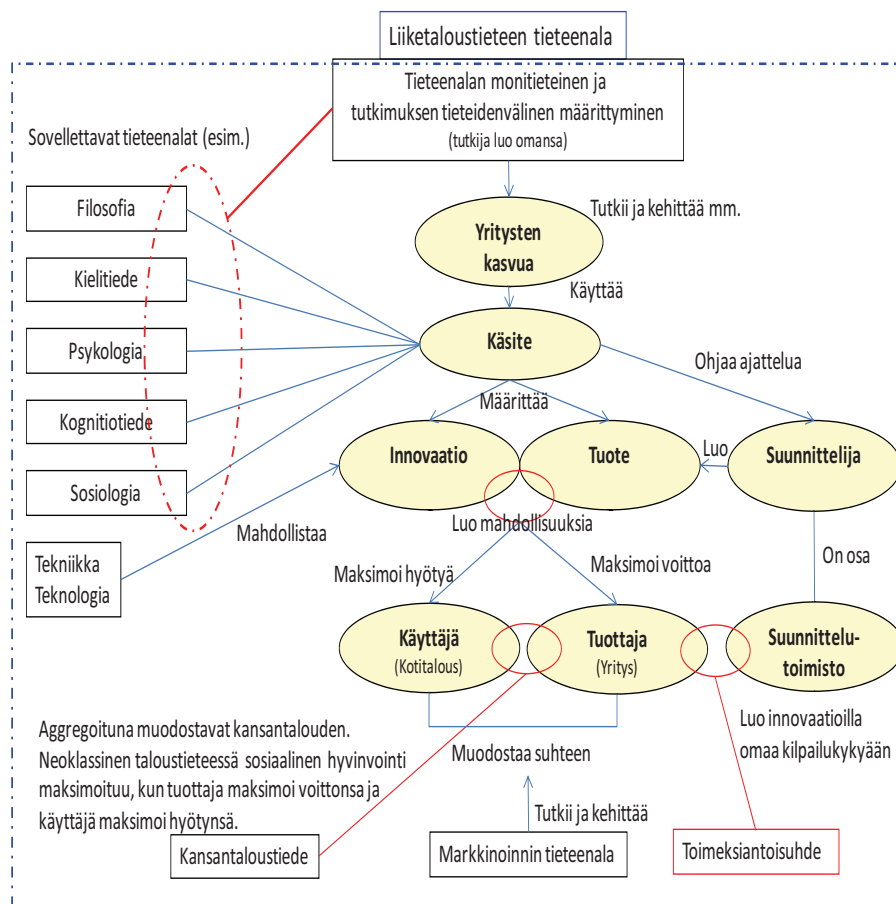 Liiketaloustieteen tieteenala
Tieteenalan monitieteinen ja
tutkimuksen tieteidenvälinen määrittyminen
(tutkija luo omansa)
Sovellettavat tieteenalat (esim.)
Filosofia
Kielitiede
Psykologia
Kognitiotiede
Sosiologia
Tekniikka
Teknologia
Mahdollistaa
Tutkii ja kehittää mm.
Yritysten
kasvua
Käyttää
Käsite
Ohjaa ajattelua
Määrittää
Innovaatio
Tuote
Luo
Suunnittelija
Luo mahdollisuuksia
Maksimoi hyötyä
Maksimoi voittoa
On osa
Käyttäjä
(Kotitalous)
Tuottaja
(Yritys)
Suunnittelu-
toimisto
Aggregoituna muodostavat kansantalouden.
Neoklassinen taloustieteessä sosiaalinen hyvinvointi
maksimoituu, kun tuottaja maksimoi voittonsa ja
käyttäjä maksimoi hyötynsä.
Muodostaa suhteen
Luo innovaatioilla
omaa kilpailukykyään
Tutkii ja kehittää
Kansantaloustiede
Markkinoinnin tieteenala
Toimeksiantoisuhde